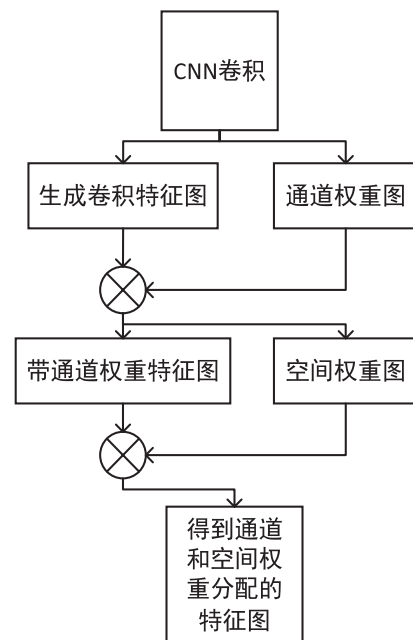 CNN卷积
生成卷积特征图
通道权重图
带通道权重特征图
空间权重图
得到通道
和空间权
重分配的
特征图